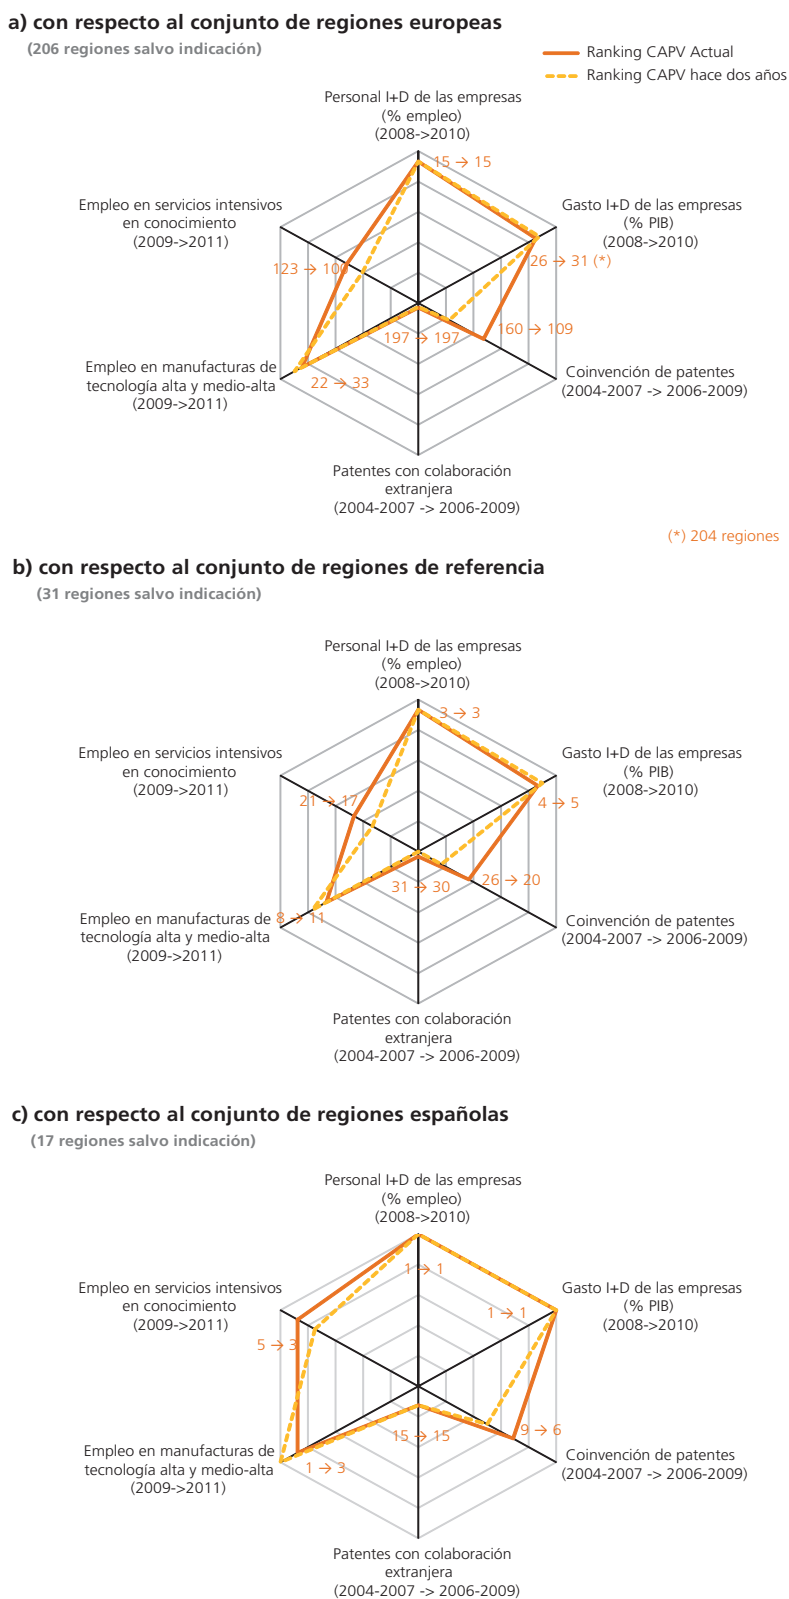 a) con respecto al conjunto de regiones europeas
(206 regiones salvo indicación)
Ranking CAPV Actual
Ranking CAPV hace dos años
Personal I+D de las empresas
(% empleo)
(2008->2010)
15 → 15
Empleo en servicios intensivos
en conocimiento
(2009->2011)
Gasto I+D de las empresas
(% PIB)
(2008->2010)
123 → 100
26 → 31 (*)
160 → 109
197 → 197
Empleo en manufacturas de
tecnología alta y medio-alta
(2009->2011)
22 → 33
Coinvención de patentes
(2004-2007 -> 2006-2009)
Patentes con colaboración
extranjera
(2004-2007 -> 2006-2009)
(*) 204 regiones
b) con respecto al conjunto de regiones de referencia
(31 regiones salvo indicación)
Personal I+D de las empresas
(% empleo)
(2008->2010)
3 → 3
Empleo en servicios intensivos
en conocimiento
(2009->2011)
Gasto I+D de las empresas
(% PIB)
(2008->2010)
21 → 17
4 → 5
31 → 30
26 → 20
8 → 11
Empleo en manufacturas de
tecnología alta y medio-alta
(2009->2011)
Coinvención de patentes
(2004-2007 -> 2006-2009)
Patentes con colaboración
extranjera
(2004-2007 -> 2006-2009)
c) con respecto al conjunto de regiones españolas
(17 regiones salvo indicación)
Personal I+D de las empresas
(% empleo)
(2008->2010)
1 → 1
Empleo en servicios intensivos
en conocimiento
(2009->2011)
Gasto I+D de las empresas
(% PIB)
(2008->2010)
1 → 1
5 → 3
9 → 6
15 → 15
Empleo en manufacturas de
tecnología alta y medio-alta
(2009->2011)
1 → 3
Coinvención de patentes
(2004-2007 -> 2006-2009)
Patentes con colaboración
extranjera
(2004-2007 -> 2006-2009)